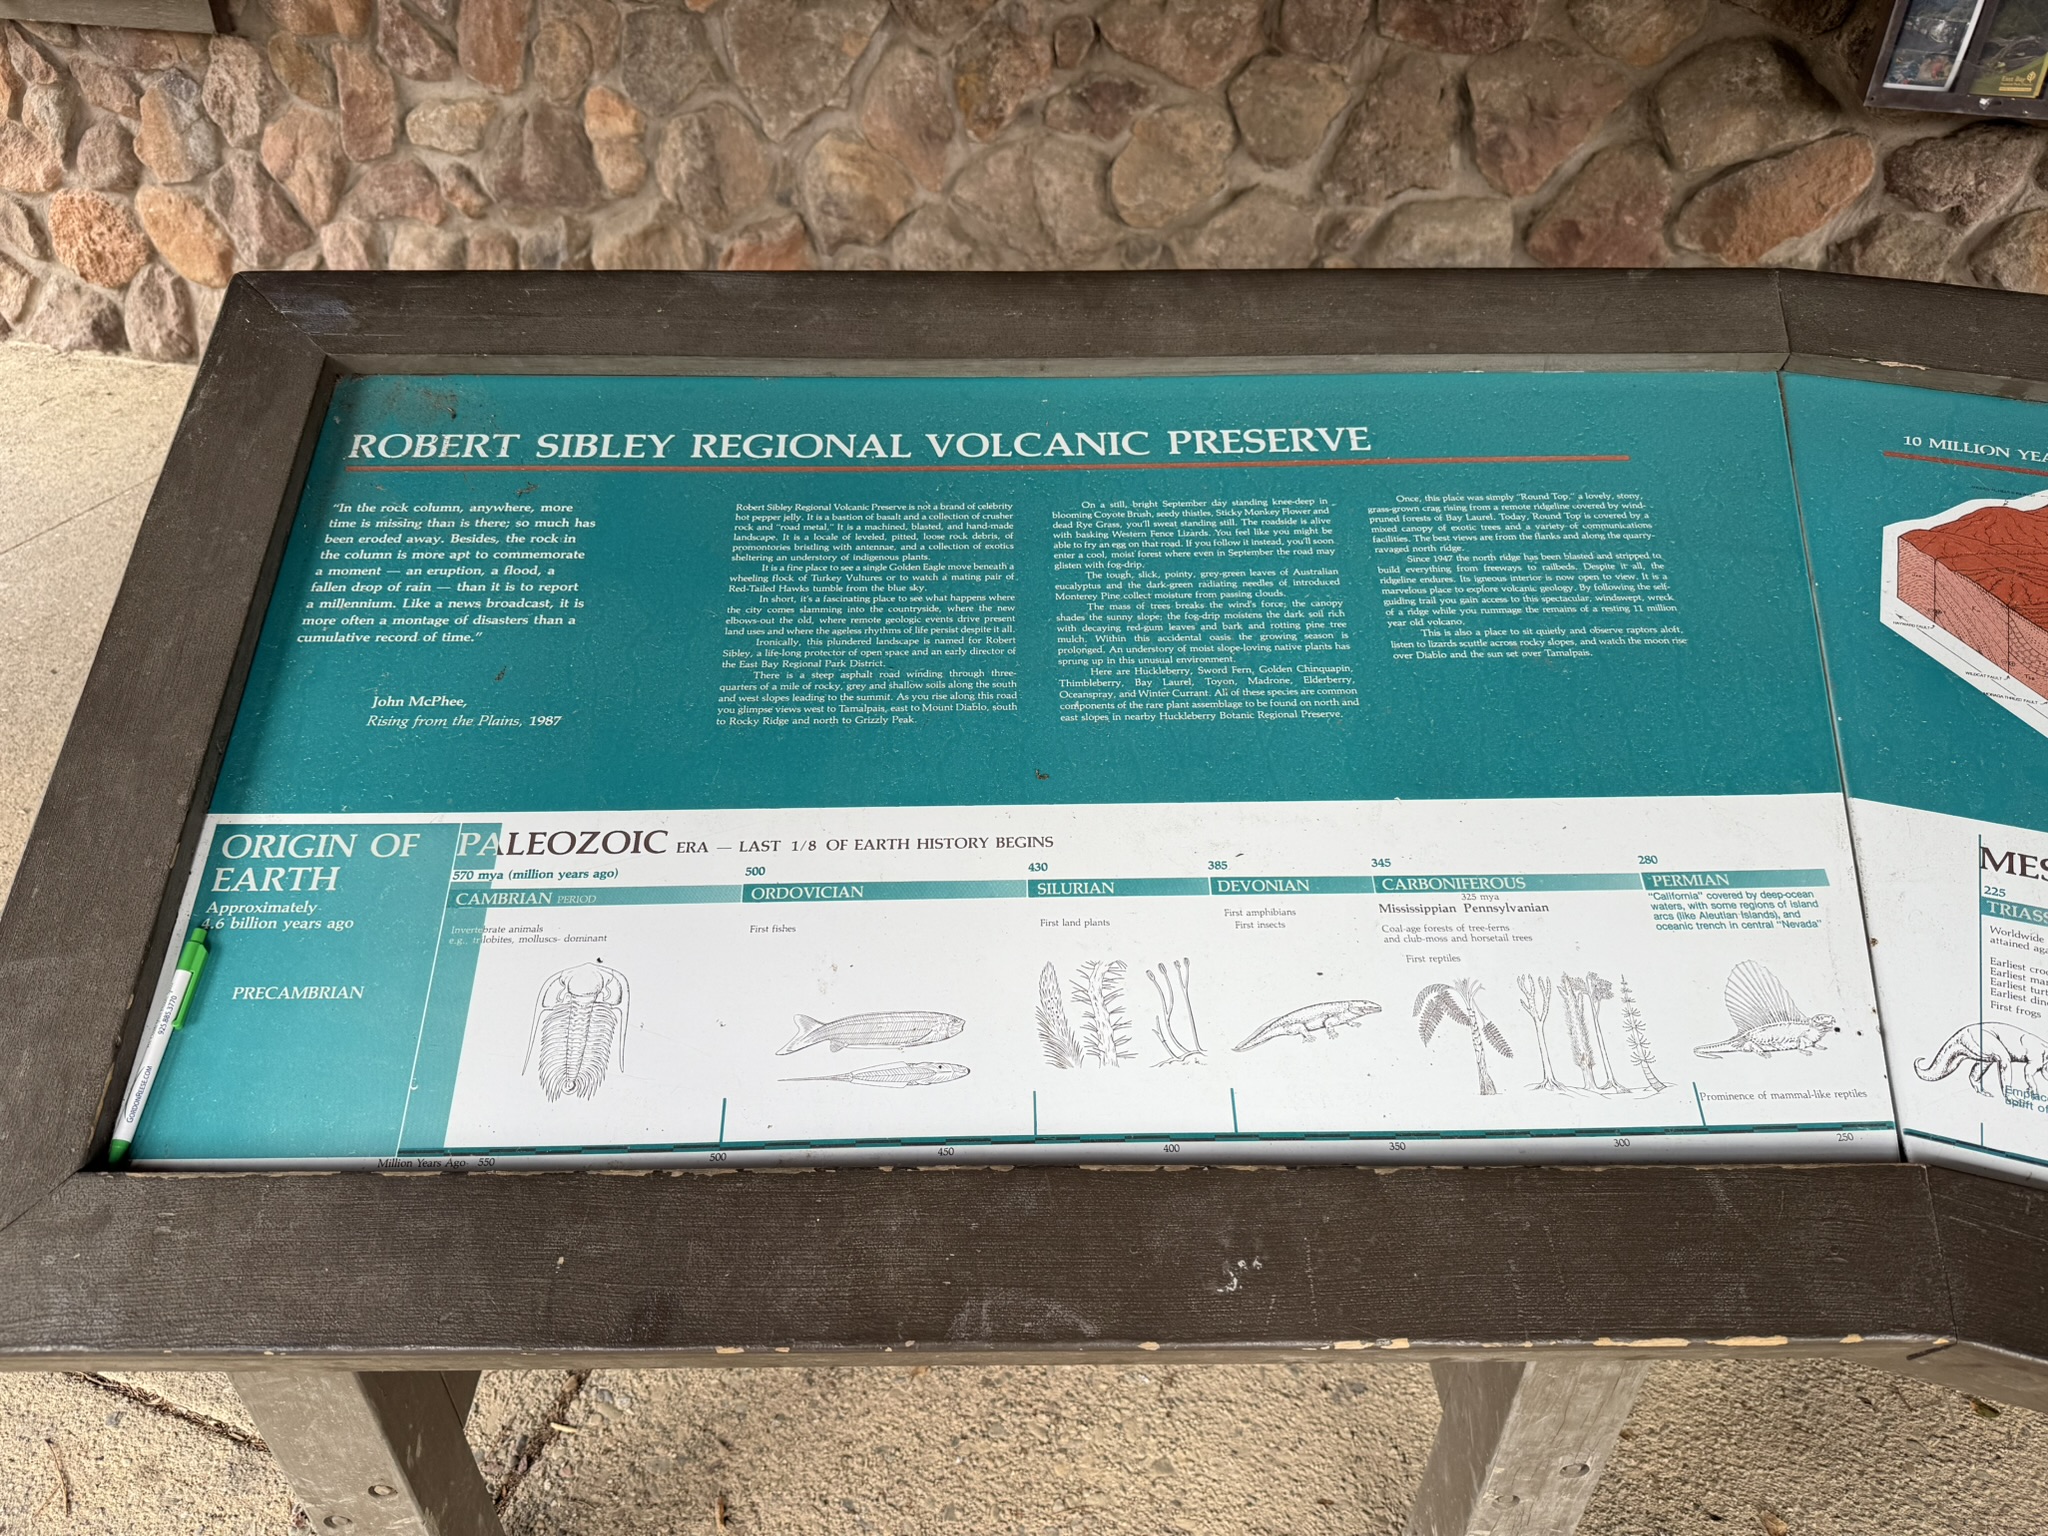 ROBERT SIBLEY REGIONAL VOLCANIC PRESERVE
"In the rock column, anywhere, more
time is missing than is there; so much has
been eroded away. Besides, the rock in
the column is more apt to commemorate
a moment — an eruption, a flood, a
fallen drop of rain — than it is to report
a millennium. Like a news broadcast, it is
more often a montage of disasters than a
cumulative record of time."
John McPhee,
Rising from the Plains, 1987
Robert Sibley Regional Volcanic Preserve is not a brand of celebrity
hot pepper jelly. It is a bastion of basalt and a collection of crusher
rock and "road metal." It is a machined, blasted, and hand-made
landscape. It is a locale of leveled, pitted, loose rock debris, of
promontories bristling with antennae, and a collection of exotics
sheltering an understory of indigenous plants.
It is a fine place to see a single Golden Eagle move beneath a
wheeling flock of Turkey Vultures or to watch a mating pair of
Red-Tailed Hawks tumble from the blue sky.
In short, it's a fascinating place to see what happens where
the city comes slamming into the countryside, where the new
elbows-out the old, where remote geologic events drive present
land uses and where the ageless rhythms of life persist despite it all.
Ironically, this plundered landscape is named for Robert
Sibley, a life-long protector of open space and an early director of
the East Bay Regional Park District.
There is a steep asphalt road winding through three-
quarters of a mile of rocky, grey and shallow soils along the south
and west slopes leading to the summit. As you rise along this road
you glimpse views west to Tamalpais, east to Mount Diablo, south
to Rocky Ridge and north to Grizzly Peak.
On a still, bright September day standing knee-deep in
blooming Coyote Brush, seedy thistles, Sticky Monkey Flower and
dead Rye Grass, you'll sweat standing still. The roadside is alive
with basking Western Fence Lizards. You feel like you might be
able to fry an egg on that road. If you follow it instead, you'll soon
enter a cool, moist forest where even in September the road may
glisten with fog-drip.
The tough, slick, pointy, grey-green leaves of Australian
eucalyptus and the dark-green radiating needles of introduced
Monterey Pine collect moisture from passing clouds.
The mass of trees breaks the wind's force; the canopy
shades the sunny slope; the fog-drip moistens the dark soil rich
with decaying red-gum leaves and bark and rotting pine tree
mulch. Within this accidental oasis the growing season is
prolonged. An understory of moist slope-loving native plants has
sprung up in this unusual environment.
Here are Huckleberry, Sword Fern, Golden Chinquapin,
Thimbleberry, Bay Laurel, Toyon, Madrone, Elderberry,
Oceanspray, and Winter Currant. All of these species are common
components of the rare plant assemblage to be found on north and
east slopes in nearby Huckleberry Botanic Regional Preserve.
Once, this place was simply "Round Top," a lovely, stony,
grass-grown crag rising from a remote ridgeline covered by wind-
pruned forests of Bay Laurel. Today, Round Top is covered by a
mixed canopy of exotic trees and a variety of communications
facilities. The best views are from the flanks and along the quarry-
ravaged north ridge.
Since 1947 the north ridge has been blasted and stripped to
build everything from freeways to railbeds. Despite it all, the
ridgeline endures. Its igneous interior is now open to view. It is a
marvelous place to explore volcanic geology. By following the self-
guiding trail you gain access to this spectacular, windswept, wreck
of a ridge while you rummage the remains of a resting 11 million
year old volcano.
This is also a place to sit quietly and observe raptors aloft,
listen to lizards scuttle across rocky slopes, and watch the moon rise
over Diablo and the sun set over Tamalpais.
10 MILLION YEA
HAYWARD FAULT
WILDCAT FAULT
MORAGA THRUST FAULT
ORIGIN OF
EARTH
Approximately
4.6 billion years ago
PRECAMBRIAN
PALEOZOIC ERA — LAST 1/8 OF EARTH HISTORY BEGINS
570 mya (million years ago)
500
430
385
345
280
CAMBRIAN PERIOD
ORDOVICIAN
SILURIAN
DEVONIAN
CARBONIFEROUS
PERMIAN
Invertebrate animals
e.g., trilobites, molluscs- dominant
First fishes
First land plants
First amphibians
First insects
325 mya
Mississippian Pennsylvanian
Coal-age forests of tree-ferns
and club-moss and horsetail trees
First reptiles
"California" covered by deep-ocean
waters, with some regions of island
arcs (like Aleutian Islands), and
oceanic trench in central "Nevada"
Prominence of mammal-like reptiles
Million Years Ago 550
500
450
400
350
300
250
MES
225
TRIASS
Worldwide
attained aga
Earliest croc
Earliest mar
Earliest turt
Earliest dino
First frogs
Emplace
uplift of
925.885.3770
GORDONREESE.COM
East Bay